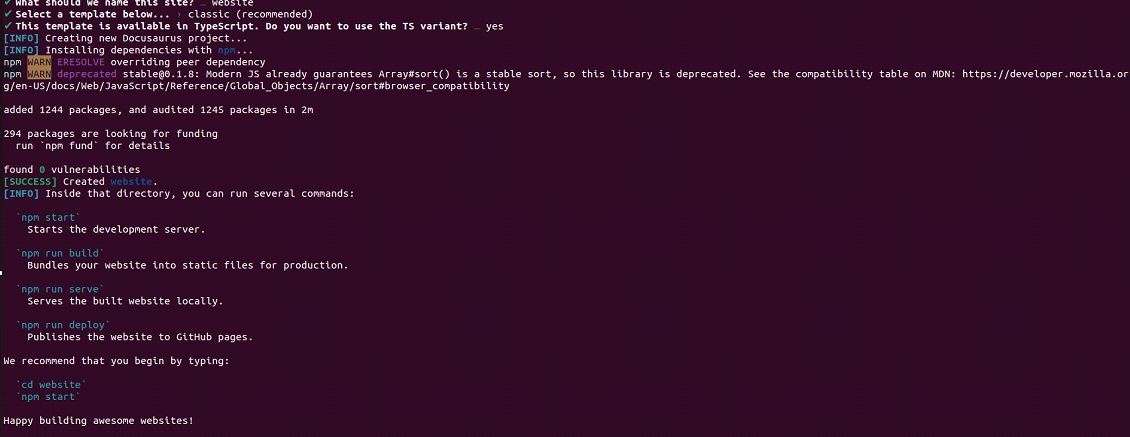 ✔ What should we name this site? … website
✔ Select a template below... › classic (recommended)
✔ This template is available in TypeScript. Do you want to use the TS variant? … yes
[INFO] Creating new Docusaurus project...
[INFO] Installing dependencies with npm...
npm WARN ERESOLVE overriding peer dependency
npm WARN deprecated stable@0.1.8: Modern JS already guarantees Array#sort() is a stable sort, so this library is deprecated. See the compatibility table on MDN: https://developer.mozilla.or
g/en-US/docs/Web/JavaScript/Reference/Global_Objects/Array/sort#browser_compatibility
added 1244 packages, and audited 1245 packages in 2m
294 packages are looking for funding
run `npm fund` for details
found 0 vulnerabilities
[SUCCESS] Created website.
[INFO] Inside that directory, you can run several commands:
`npm start`
Starts the development server.
`npm run build`
Bundles your website into static files for production.
`npm run serve`
Serves the built website locally.
`npm run deploy`
Publishes the website to GitHub pages.
We recommend that you begin by typing:
`cd website`
`npm start`
Happy building awesome websites!